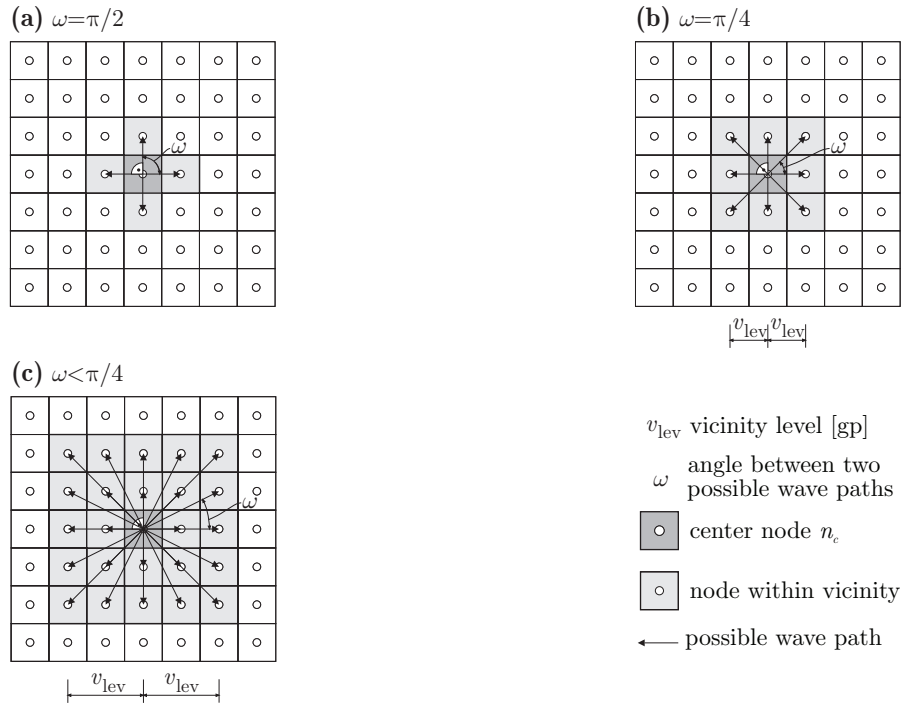 (a) ω=π/2
ω
(b) ω=π/4
ω
v_lev v_lev
(c) ω<π/4
ω
v_lev v_lev
v_lev vicinity level [gp]
ω angle between two possible wave paths
center node n_c
node within vicinity
possible wave path